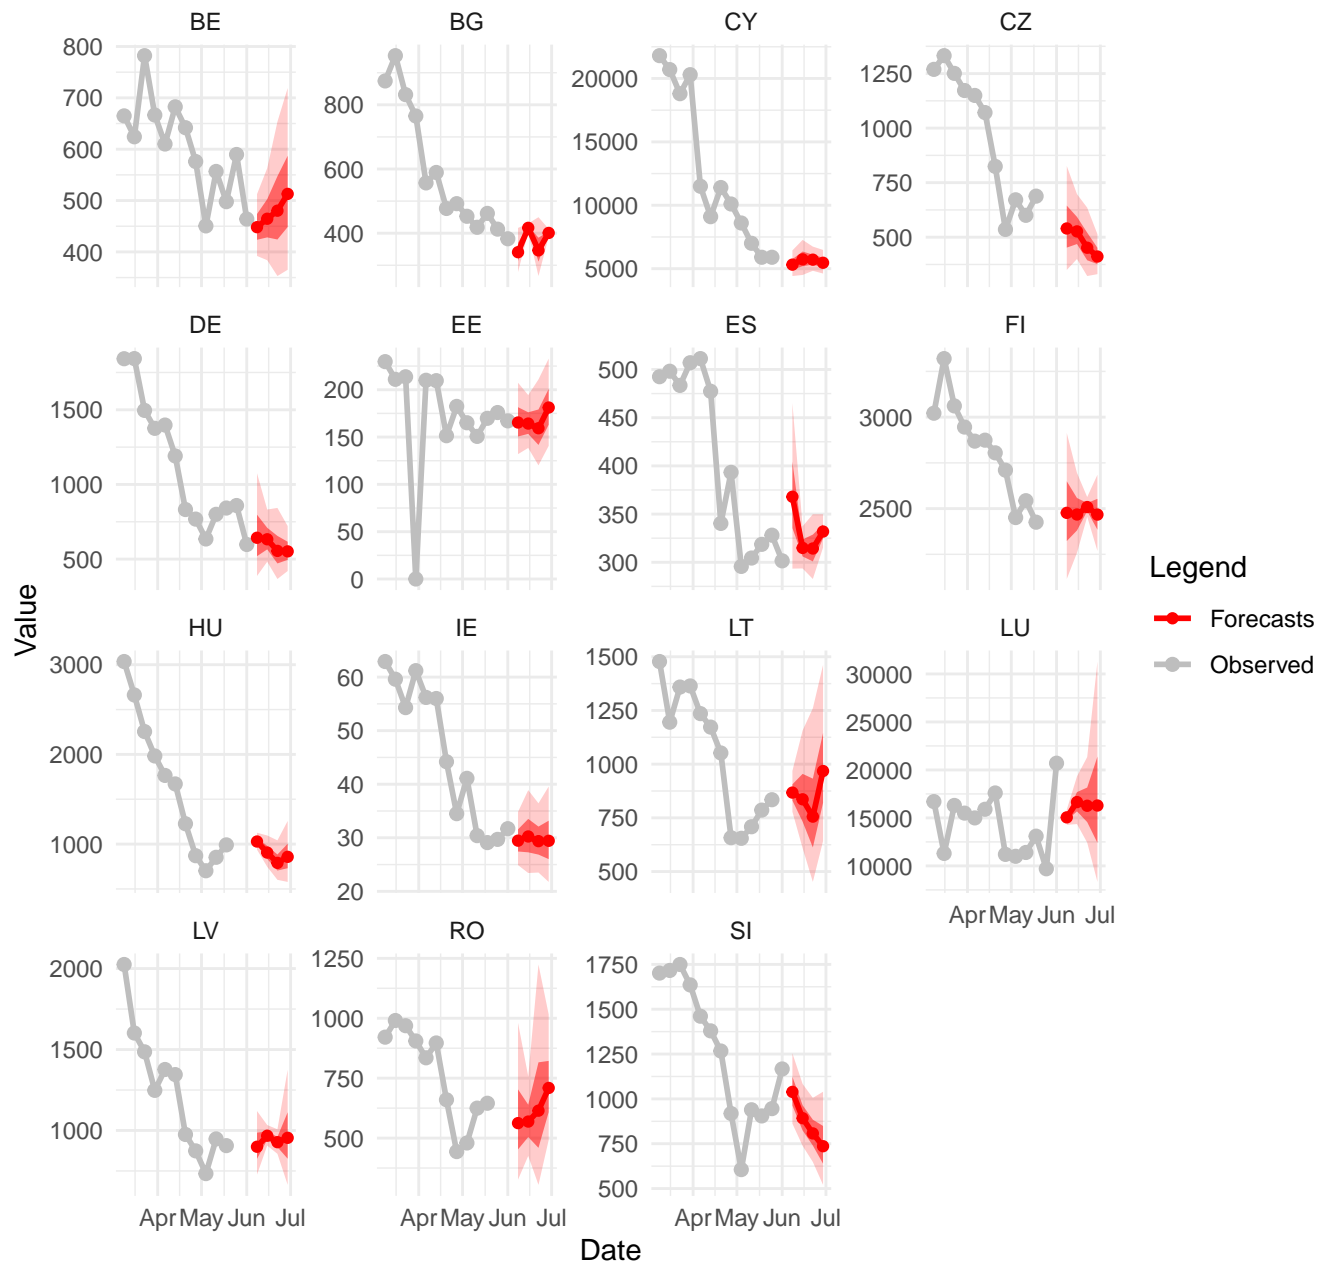 BE
BG
CY
CZ
800
700
600
500
400
800
600
400
20000
15000
10000
5000
1250
1000
750
500
DE
EE
ES
FI
1500
1000
500
200
150
100
50
0
500
450
400
350
300
3000
2500
HU
IE
LT
LU
3000
2000
1000
60
50
40
30
20
1500
1250
1000
750
500
30000
25000
20000
15000
10000
Apr May Jun Jul
LV
RO
SI
2000
1500
1000
1250
1000
750
500
1750
1500
1250
1000
750
500
Apr May Jun Jul
Apr May Jun Jul
Apr May Jun Jul
Date
Value
Legend
Forecasts
Observed